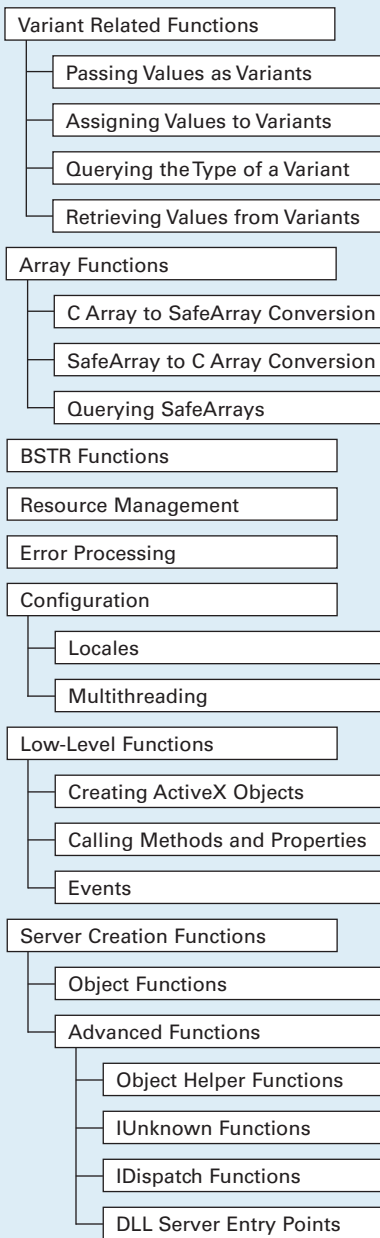 Variant Related Functions
Passing Values as Variants
Assigning Values to Variants
Querying the Type of a Variant
Retrieving Values from Variants
Array Functions
C Array to SafeArray Conversion
SafeArray to C Array Conversion
Querying SafeArrays
BSTR Functions
Resource Management
Error Processing
Configuration
Locales
Multithreading
Low-Level Functions
Creating ActiveX Objects
Calling Methods and Properties
Events
Server Creation Functions
Object Functions
Advanced Functions
Object Helper Functions
IUnknown Functions
IDispatch Functions
DLL Server Entry Points